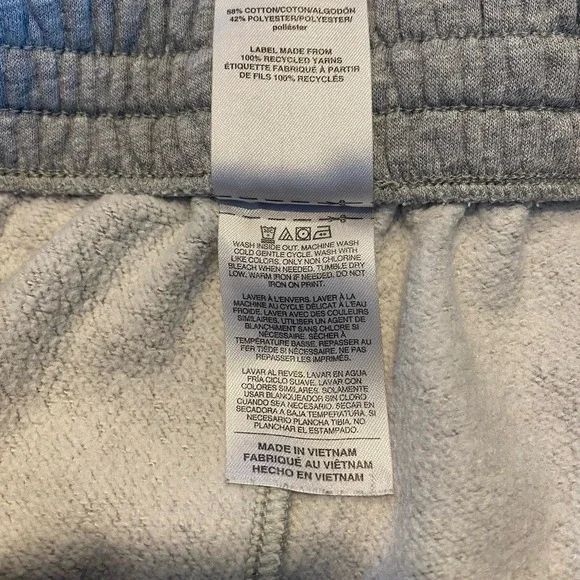 58% COTTON/COTON/ALGODÓN
42% POLYESTER/POLYESTER/
poliéster
LABEL MADE FROM
100% RECYCLED YARNS
ÉTIQUETTE FABRIQUÉ À PARTIR
DE FILS 100% RECYCLÉS
WASH INSIDE OUT. MACHINE WASH
COLD GENTLE CYCLE. WASH WITH
LIKE COLORS. ONLY NON CHLORINE
BLEACH WHEN NEEDED. TUMBLE DRY
LOW. WARM IRON IF NEEDED. DO NOT
IRON ON PRINT.
LAVER À L'ENVERS. LAVER À LA
MACHINE AU CYCLE DÉLICAT À L'EAU
FROIDE. LAVER AVEC DES COULEURS
SIMILAIRES. UTILISER UN AGENT DE
BLANCHIMENT SANS CHLORE SI
NÉCESSAIRE. SÉCHER À
TEMPÉRATURE BASSE. REPASSER AU
FER TIÈDE SI NÉCESSAIRE. NE PAS
REPASSER LES IMPRIMÉS.
LAVAR AL REVÉS. LAVAR EN AGUA
FRÍA CICLO SUAVE. LAVAR CON
COLORES SIMILARES. SOLAMENTE
USAR BLANQUEADOR SIN CLORO
CUANDO SEA NECESARIO. SECAR EN
SECADORA A BAJA TEMPERATURA. SI
NECESARIO PLANCHA TIBIA. NO
PLANCHAR EL ESTAMPADO.
MADE IN VIETNAM
FABRIQUÉ AU VIÊTNAM
HECHO EN VIETNAM